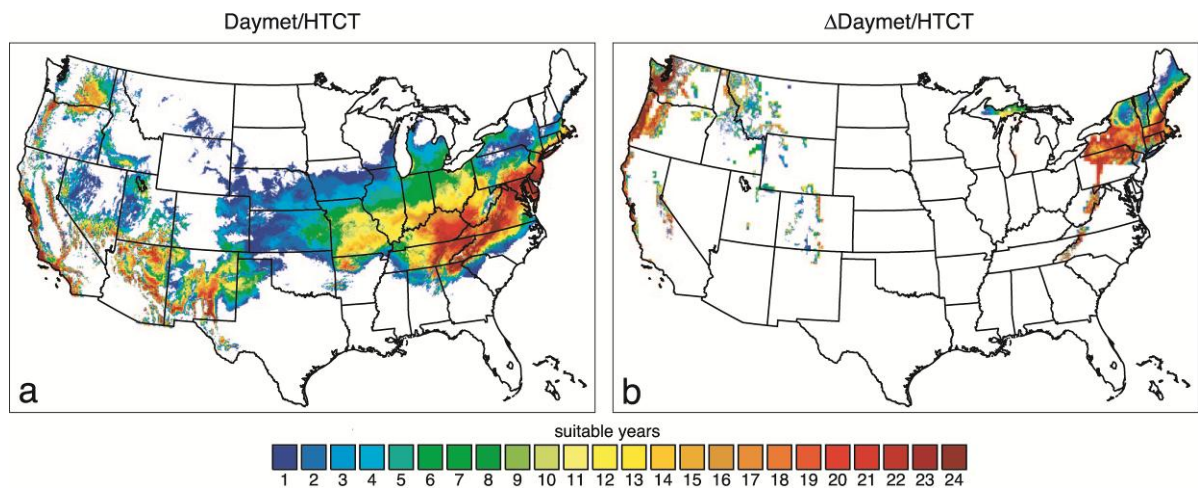 Daymet/HTCT
ΔDaymet/HTCT
a
b
suitable years
1 2 3 4 5 6 7 8 9 10 11 12 13 14 15 16 17 18 19 20 21 22 23 24